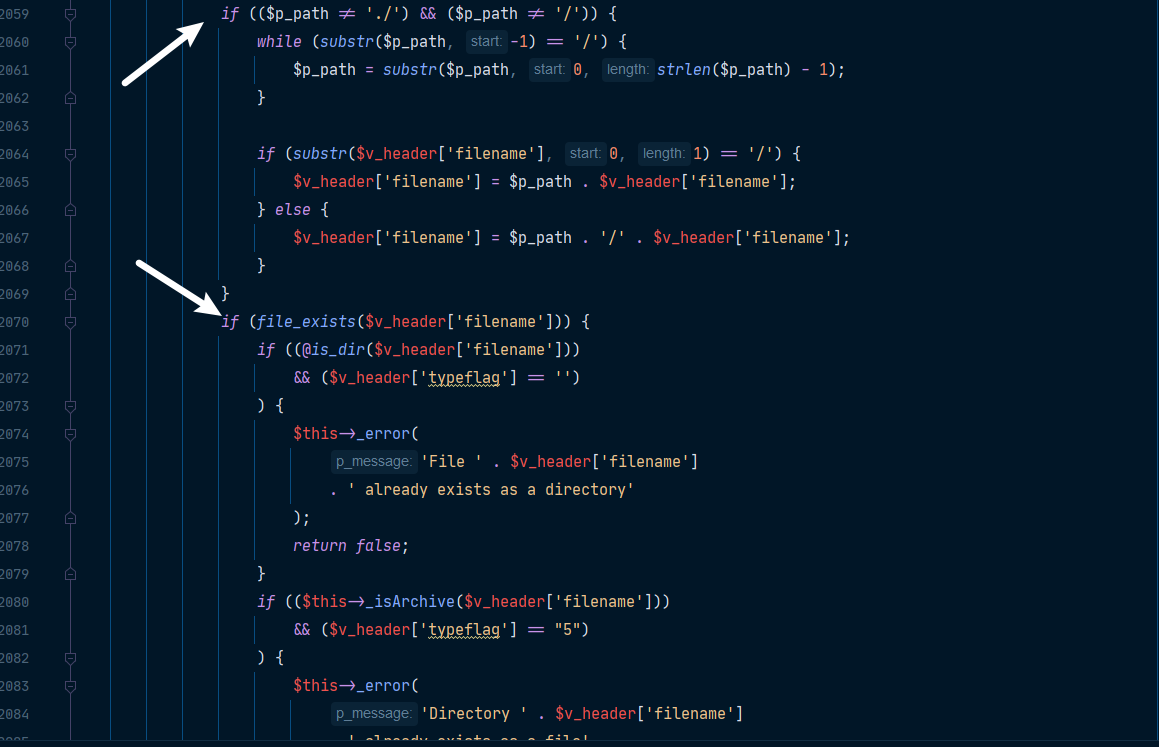 2059 if (($p_path ≠ './') && ($p_path ≠ '/')) {
2060 while (substr($p_path, start: -1) == '/') {
2061 $p_path = substr($p_path, start: 0, length: strlen($p_path) - 1);
2062 }
2063
2064 if (substr($v_header['filename'], start: 0, length: 1) == '/') {
2065 $v_header['filename'] = $p_path . $v_header['filename'];
2066 } else {
2067 $v_header['filename'] = $p_path . '/' . $v_header['filename'];
2068 }
2069 }
2070 if (file_exists($v_header['filename'])) {
2071 if ((@is_dir($v_header['filename']))
2072 && ($v_header['typeflag'] == '')
2073 ) {
2074 $this→_error(
2075 p_message: 'File ' . $v_header['filename']
2076 . ' already exists as a directory'
2077 );
2078 return false;
2079 }
2080 if (($this→_isArchive($v_header['filename']))
2081 && ($v_header['typeflag'] == "5")
2082 ) {
2083 $this→_error(
2084 p_message: 'Directory ' . $v_header['filename']
. ' already exists as a file'